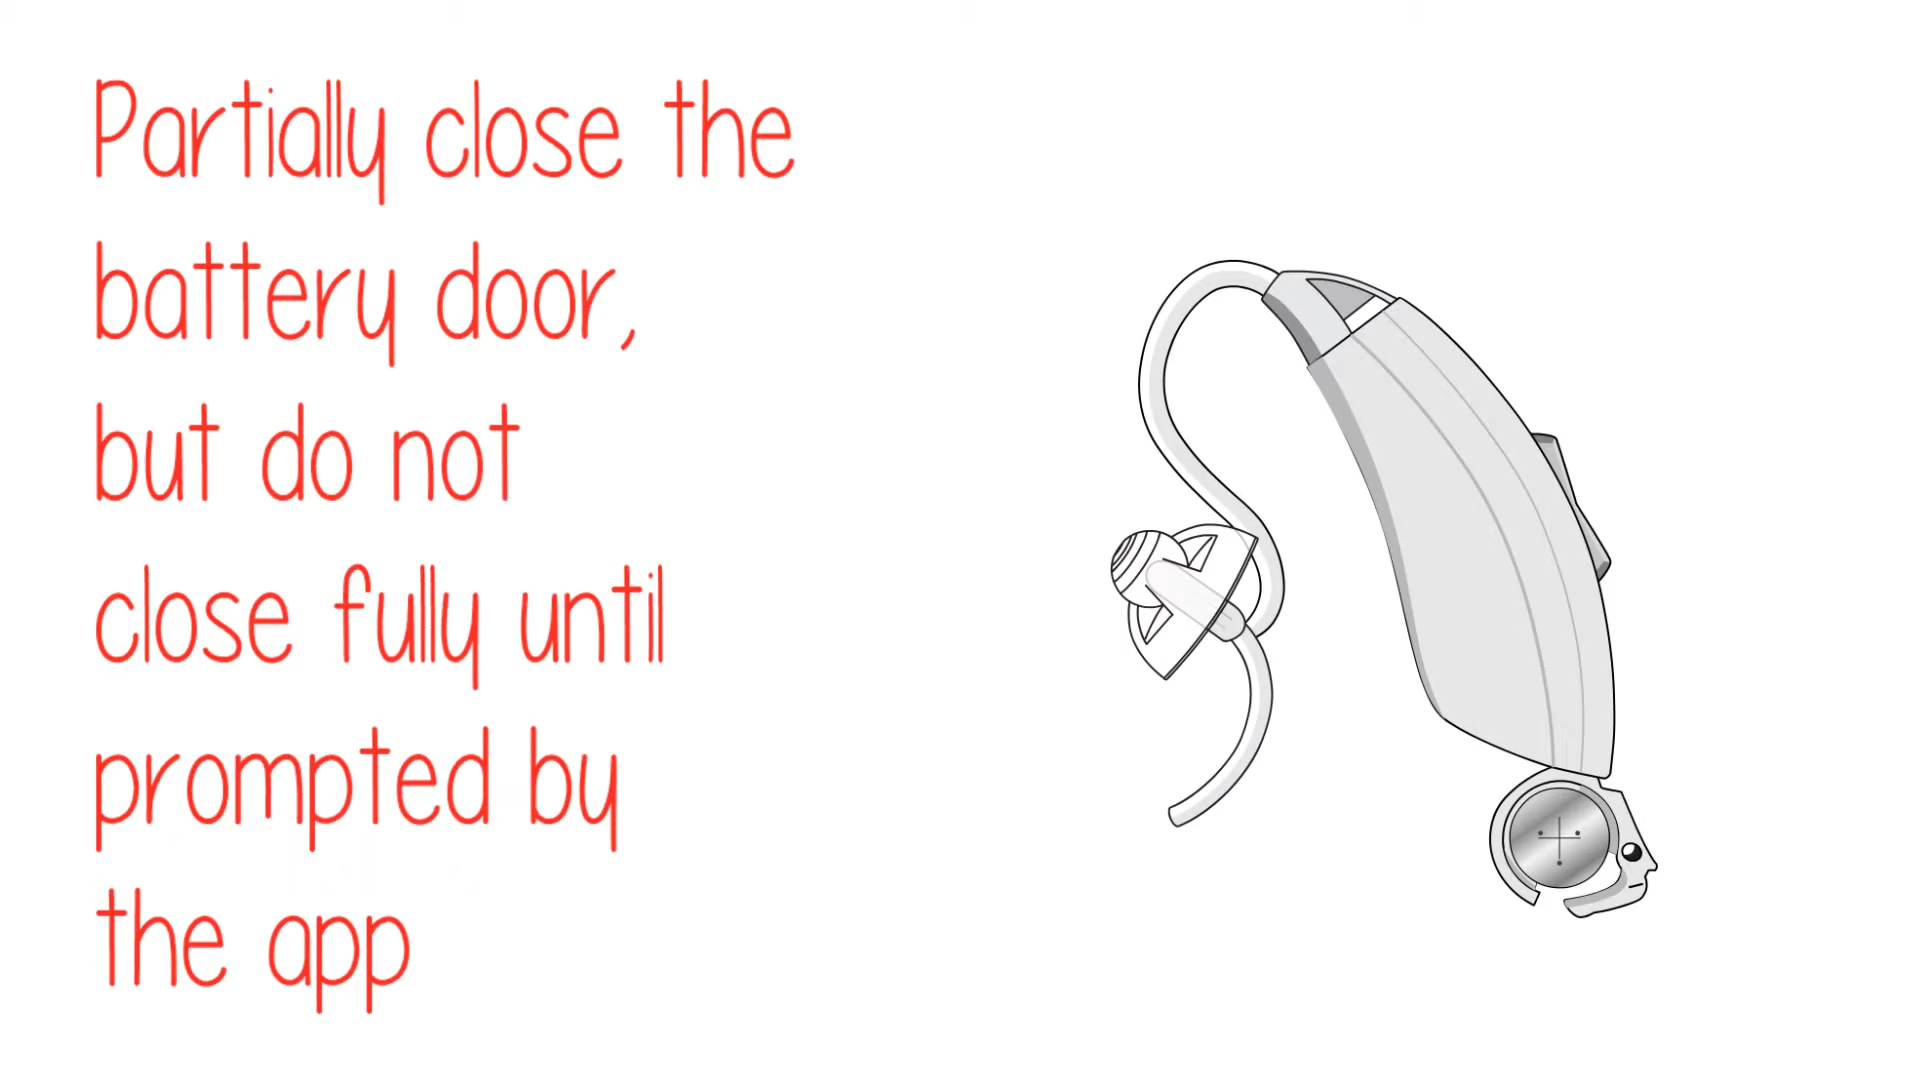 Partially close the
battery door,
but do not
close fully until
prompted by
the app